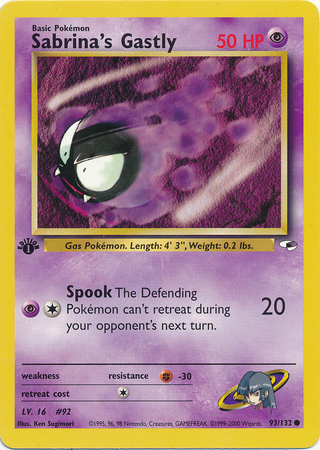 Basic Pokémon
Sabrina's Gastly 50 HP
EDITION
1
Gas Pokémon. Length: 4' 3", Weight: 0.2 lbs.
Spook The Defending
Pokémon can't retreat during
your opponent's next turn.
20
weakness resistance -30
retreat cost
LV. 16 #92
Illus. Ken Sugimori ©1995, 96, 98 Nintendo, Creatures, GAMEFREAK. ©1999-2000 Wizards. 93/132